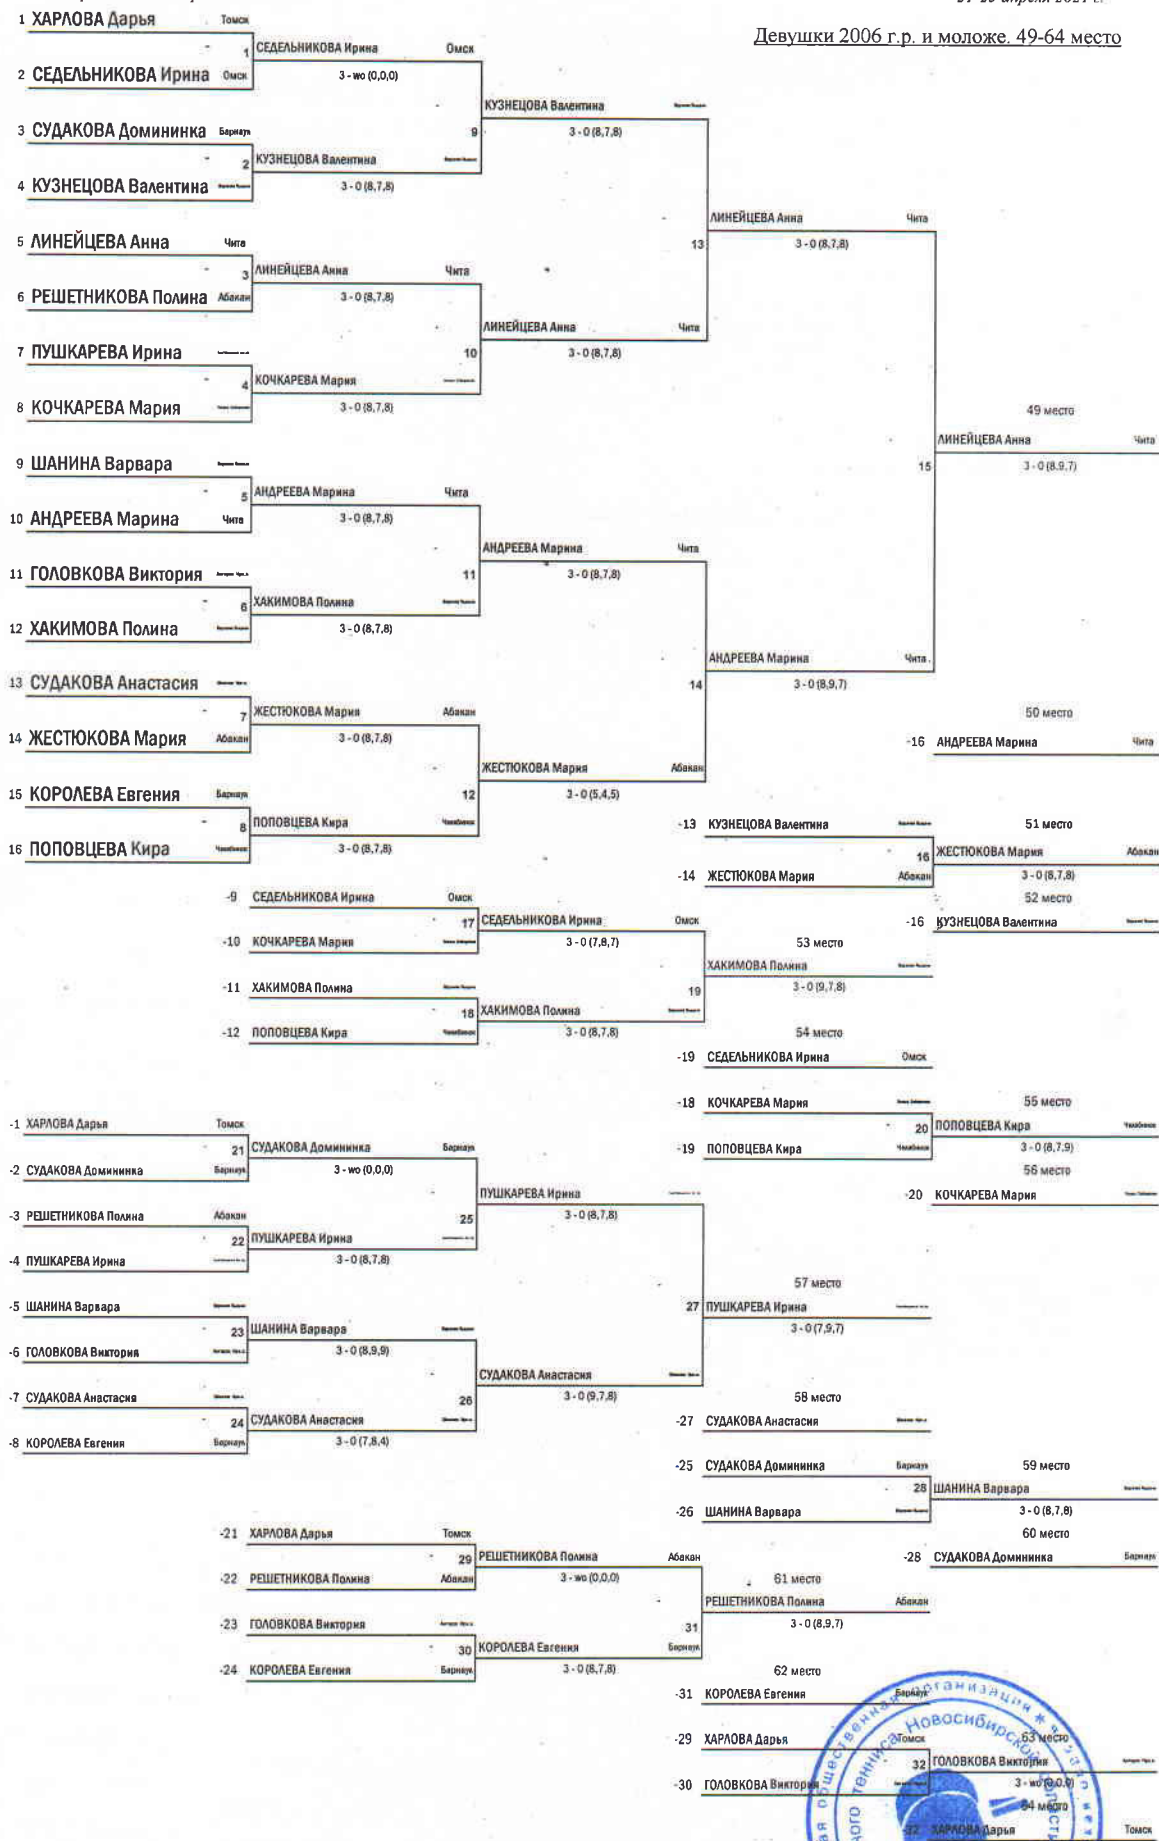 Девушки 2006 г.р. и моложе. 49-64 место
1 ХАРЛОВА Дарья Томск
1 СЕДЕЛЬНИКОВА Ирина Омск
2 СЕДЕЛЬНИКОВА Ирина Омск
3 - wo (0,0,0)
КУЗНЕЦОВА Валентина
3 СУДАКОВА Домининка Барнаул
9 3 - 0 (8,7,8)
2 КУЗНЕЦОВА Валентина
4 КУЗНЕЦОВА Валентина
3 - 0 (8,7,8)
ЛИНЕЙЦЕВА Анна Чита
5 ЛИНЕЙЦЕВА Анна Чита
13 3 - 0 (8,7,8)
3 ЛИНЕЙЦЕВА Анна Чита
6 РЕШЕТНИКОВА Полина Абакан
3 - 0 (8,7,8)
ЛИНЕЙЦЕВА Анна Чита
7 ПУШКАРЕВА Ирина
10 3 - 0 (8,7,8)
4 КОЧКАРЕВА Мария
8 КОЧКАРЕВА Мария
3 - 0 (8,7,8)
49 место
ЛИНЕЙЦЕВА Анна Чита
9 ШАНИНА Варвара
15 3 - 0 (8,9,7)
5 АНДРЕЕВА Марина Чита
10 АНДРЕЕВА Марина Чита
3 - 0 (8,7,8)
АНДРЕЕВА Марина Чита
11 ГОЛОВКОВА Виктория
11 3 - 0 (8,7,8)
6 ХАКИМОВА Полина
12 ХАКИМОВА Полина
3 - 0 (8,7,8)
АНДРЕЕВА Марина Чита
13 СУДАКОВА Анастасия
14 3 - 0 (8,9,7)
7 ЖЕСТЮКОВА Мария Абакан
50 место
14 ЖЕСТЮКОВА Мария Абакан
3 - 0 (8,7,8)
-16 АНДРЕЕВА Марина Чита
ЖЕСТЮКОВА Мария Абакан
15 КОРОЛЕВА Евгения Барнаул
12 3 - 0 (5,4,5)
8 ПОПОВЦЕВА Кира Челябинск
-13 КУЗНЕЦОВА Валентина
51 место
16 ПОПОВЦЕВА Кира Челябинск
3 - 0 (8,7,8)
16 ЖЕСТЮКОВА Мария Абакан
-14 ЖЕСТЮКОВА Мария Абакан
3 - 0 (8,7,8)
-9 СЕДЕЛЬНИКОВА Ирина Омск
52 место
17 СЕДЕЛЬНИКОВА Ирина Омск
-16 КУЗНЕЦОВА Валентина
-10 КОЧКАРЕВА Мария
3 - 0 (7,8,7)
53 место
ХАКИМОВА Полина
-11 ХАКИМОВА Полина
19 3 - 0 (9,7,8)
18 ХАКИМОВА Полина
-12 ПОПОВЦЕВА Кира Челябинск
3 - 0 (8,7,8)
54 место
-19 СЕДЕЛЬНИКОВА Ирина Омск
-18 КОЧКАРЕВА Мария
55 место
-1 ХАРЛОВА Дарья Томск
20 ПОПОВЦЕВА Кира Челябинск
21 СУДАКОВА Домининка Барнаул
-19 ПОПОВЦЕВА Кира Челябинск
3 - 0 (8,7,9)
-2 СУДАКОВА Домининка Барнаул
3 - wo (0,0,0)
56 место
ПУШКАРЕВА Ирина
-20 КОЧКАРЕВА Мария
-3 РЕШЕТНИКОВА Полина Абакан
25 3 - 0 (8,7,8)
22 ПУШКАРЕВА Ирина
-4 ПУШКАРЕВА Ирина
3 - 0 (8,7,8)
57 место
-5 ШАНИНА Варвара
27 ПУШКАРЕВА Ирина
23 ШАНИНА Варвара
3 - 0 (7,9,7)
-6 ГОЛОВКОВА Виктория
3 - 0 (8,9,9)
СУДАКОВА Анастасия
-7 СУДАКОВА Анастасия
26 3 - 0 (9,7,8)
58 место
24 СУДАКОВА Анастасия
-27 СУДАКОВА Анастасия
-8 КОРОЛЕВА Евгения Барнаул
3 - 0 (7,8,4)
-25 СУДАКОВА Домининка Барнаул
59 место
28 ШАНИНА Варвара
-26 ШАНИНА Варвара
3 - 0 (8,7,8)
-21 ХАРЛОВА Дарья Томск
60 место
29 РЕШЕТНИКОВА Полина Абакан
-28 СУДАКОВА Домининка Барнаул
-22 РЕШЕТНИКОВА Полина Абакан
3 - wo (0,0,0)
61 место
РЕШЕТНИКОВА Полина Абакан
-23 ГОЛОВКОВА Виктория
31 3 - 0 (8,9,7)
30 КОРОЛЕВА Евгения Барнаул
-24 КОРОЛЕВА Евгения Барнаул
3 - 0 (8,7,8)
62 место
-31 КОРОЛЕВА Евгения Барнаул
-29 ХАРЛОВА Дарья Томск
63 место
32 ГОЛОВКОВА Виктория
-30 ГОЛОВКОВА Виктория
3 - wo (0,0,0)
64 место
-32 ХАРЛОВА Дарья Томск
общественная организация
тенниса Новосибирской области